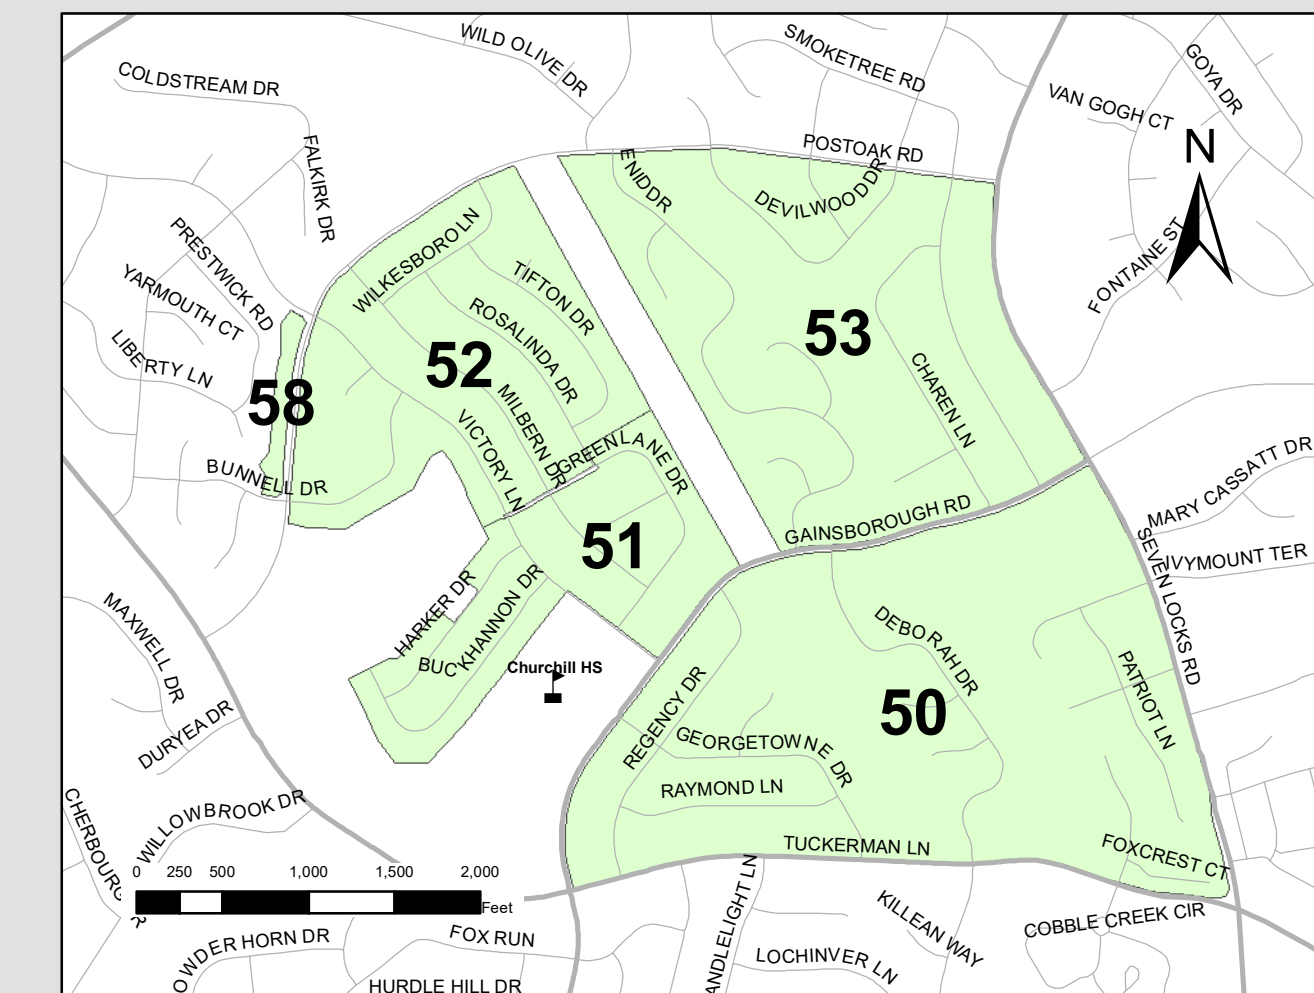 WILD OLIVE DR
SMOKETREE RD
GOYA DR
COLDSTREAM DR
VAN GOGH CT
N
FALKIRK DR
POSTOAK RD
ENID DR
DEVILWOOD DR
WILKESBORO LN
PRESTWICK RD
FONTAINE ST
YARMOUTH CT
TIFTON DR
ROSALINDA DR
53
LIBERTY LN
52
58
CHAREN LN
MILBERN DR
VICTORY LN
GREENLANE DR
BUNNELL DR
MARY CASSATT DR
GAINSBOROUGH RD
51
SEVEN LOCKS RD
IVYMOUNT TER
HARKER DR
BUCKHANNON DR
MAXWELL DR
DEBORAH DR
Churchill HS
PATRIOT LN
REGENCY DR
50
DURYEA DR
GEORGETOWNE DR
RAYMOND LN
WILLOWBROOK DR
TUCKERMAN LN
FOXCREST CT
0 250 500 1,000 1,500 2,000
Feet
KILLEAN WAY
COBBLE CREEK CIR
ANDLELIGHT LN
OWDER HORN DR
FOX RUN
LOCHINVER LN
HURDLE HILL DR